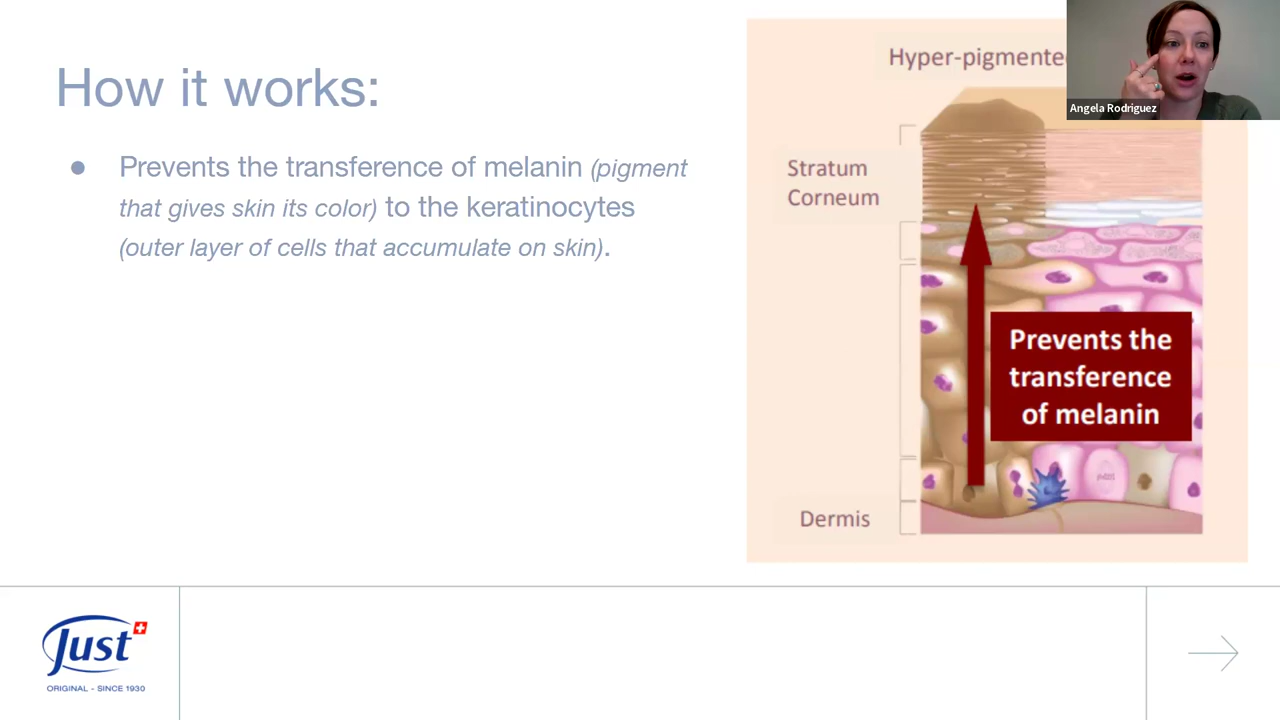 How it works:
● Prevents the transference of melanin (pigment
that gives skin its color) to the keratinocytes
(outer layer of cells that accumulate on skin).
Hyper-pigmented
Angela Rodriguez
Stratum
Corneum
Prevents the
transference
of melanin
Dermis
Just
ORIGINAL - SINCE 1930